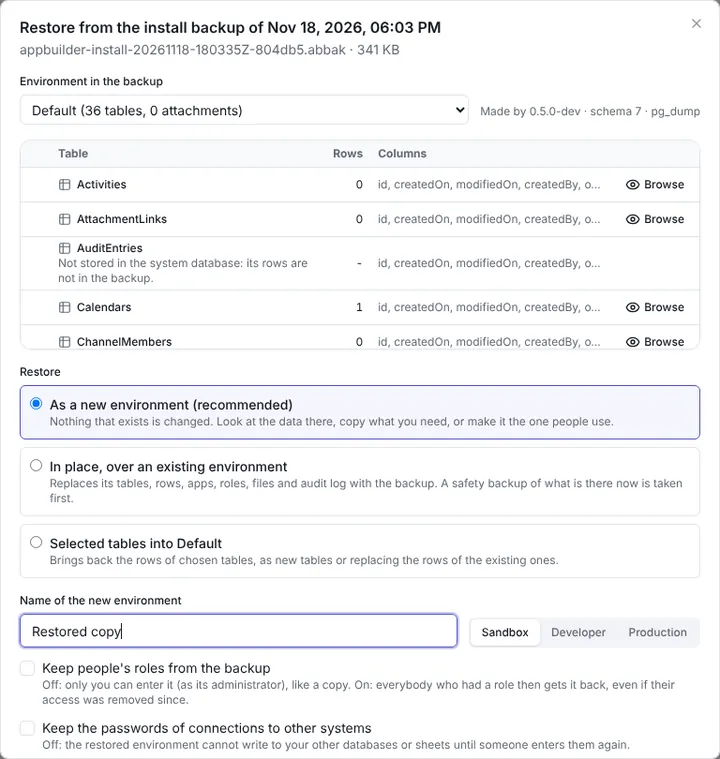 Restore from the install backup of Nov 18, 2026, 06:03 PM
appbuilder-install-20261118-180335Z-804db5.abbak · 341 KB
Environment in the backup
Default (36 tables, 0 attachments)
Made by 0.5.0-dev · schema 7 · pg_dump
Table Rows Columns
Activities 0 id, createdOn, modifiedOn, createdBy, o... Browse
AttachmentLinks 0 id, createdOn, modifiedOn, createdBy, o... Browse
AuditEntries
Not stored in the system database: its rows are
not in the backup.
- id, createdOn, modifiedOn, createdBy, o...
Calendars 1 id, createdOn, modifiedOn, createdBy, o... Browse
ChannelMembers 0 id, createdOn, modifiedOn, createdBy, o... Browse
Restore
As a new environment (recommended)
Nothing that exists is changed. Look at the data there, copy what you need, or make it the one people use.
In place, over an existing environment
Replaces its tables, rows, apps, roles, files and audit log with the backup. A safety backup of what is there now is taken
first.
Selected tables into Default
Brings back the rows of chosen tables, as new tables or replacing the rows of the existing ones.
Name of the new environment
Restored copy
Sandbox Developer Production
Keep people's roles from the backup
Off: only you can enter it (as its administrator), like a copy. On: everybody who had a role then gets it back, even if their
access was removed since.
Keep the passwords of connections to other systems
Off: the restored environment cannot write to your other databases or sheets until someone enters them again.